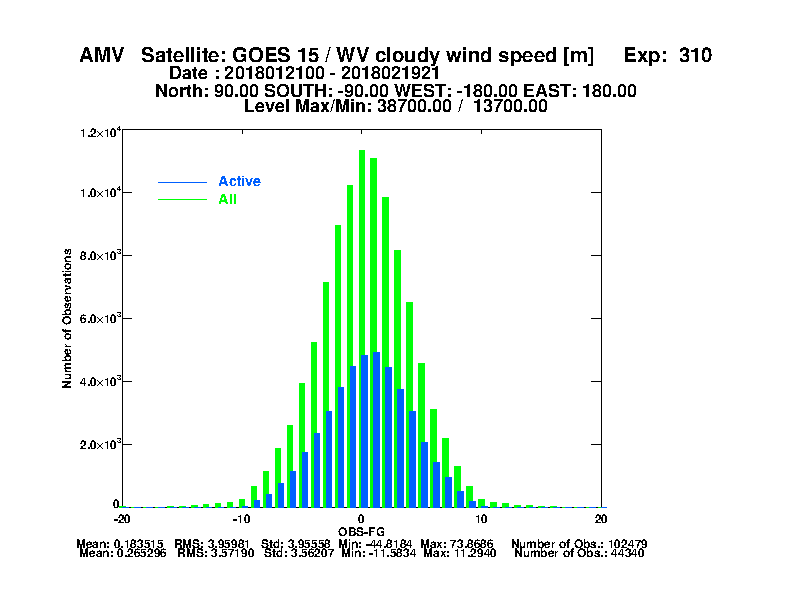 AMV Satellite: GOES 15 / WV cloudy wind speed [m] Exp: 310
Date : 2018012100 - 2018021921
North: 90.00 SOUTH: -90.00 WEST: -180.00 EAST: 180.00
Level Max/Min: 38700.00 / 13700.00
1.2×10⁴
Active
1.0×10⁴
All
8.0×10³
6.0×10³
4.0×10³
2.0×10³
0
Number of Observations
-20 -10 0 10 20
OBS-FG
Mean: 0.183515 RMS: 3.95981 Std: 3.95558 Min: -44.8184 Max: 73.8686 Number of Obs.: 102479
Mean: 0.265296 RMS: 3.57190 Std: 3.56207 Min: -11.5834 Max: 11.2940 Number of Obs.: 44340